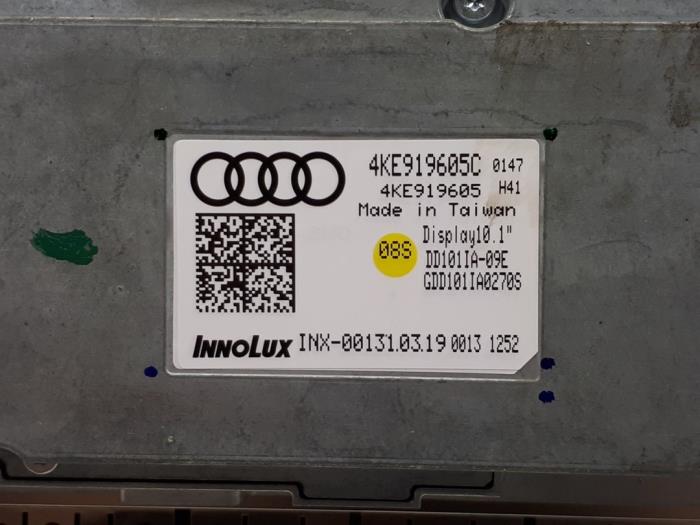 4KE919605C 0147
4KE919605 H41
Made in Taiwan
Display10.1"
08S
DD101IA-09E
GDD101IA0270S
INNOLUX INX-00131.03.19 0013 1252